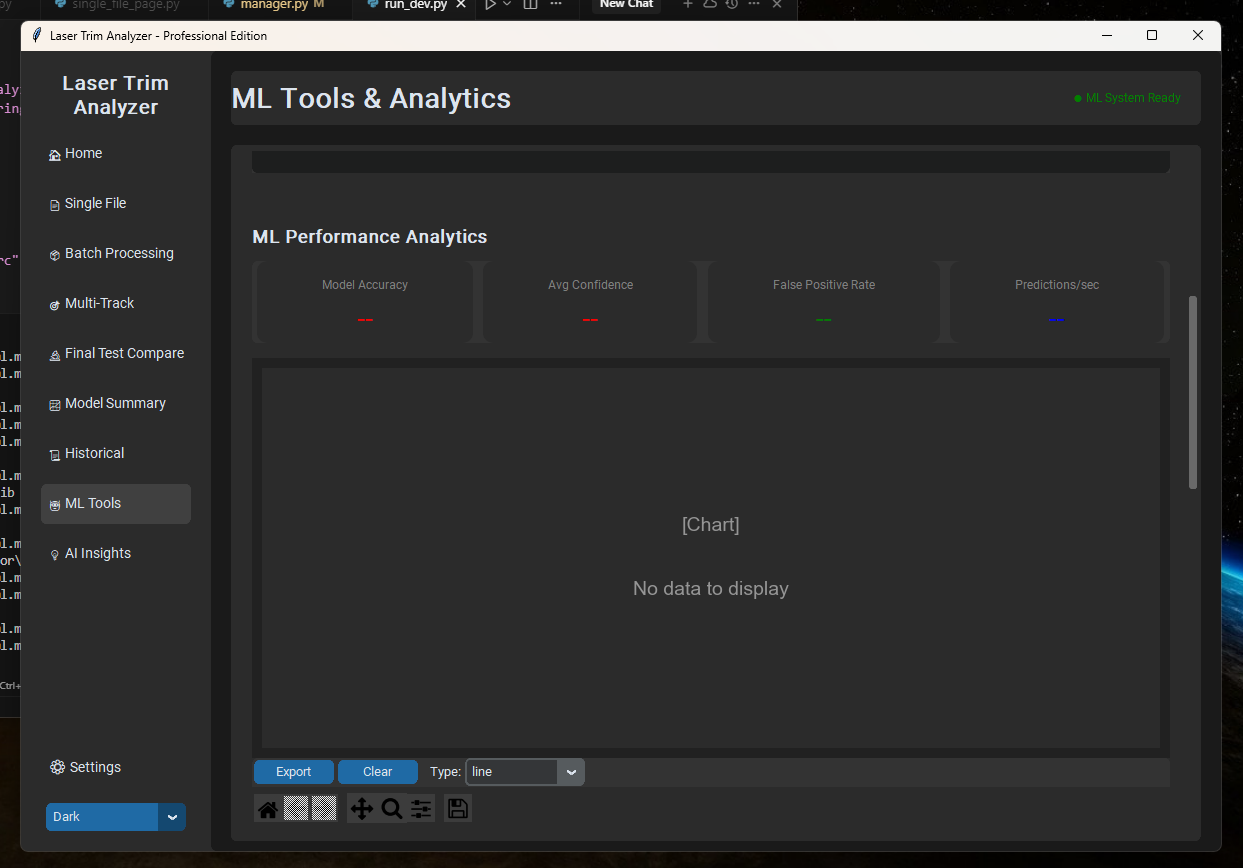 single_file_page.py
manager.py M
run_dev.py
New Chat
Laser Trim Analyzer - Professional Edition
Laser Trim
Analyzer
Home
Single File
Batch Processing
Multi-Track
Final Test Compare
Model Summary
Historical
ML Tools
AI Insights
Settings
Dark
ML Tools & Analytics
● ML System Ready
ML Performance Analytics
Model Accuracy
--
Avg Confidence
--
False Positive Rate
--
Predictions/sec
--
[Chart]
No data to display
Export
Clear
Type:
line
Ctrl+